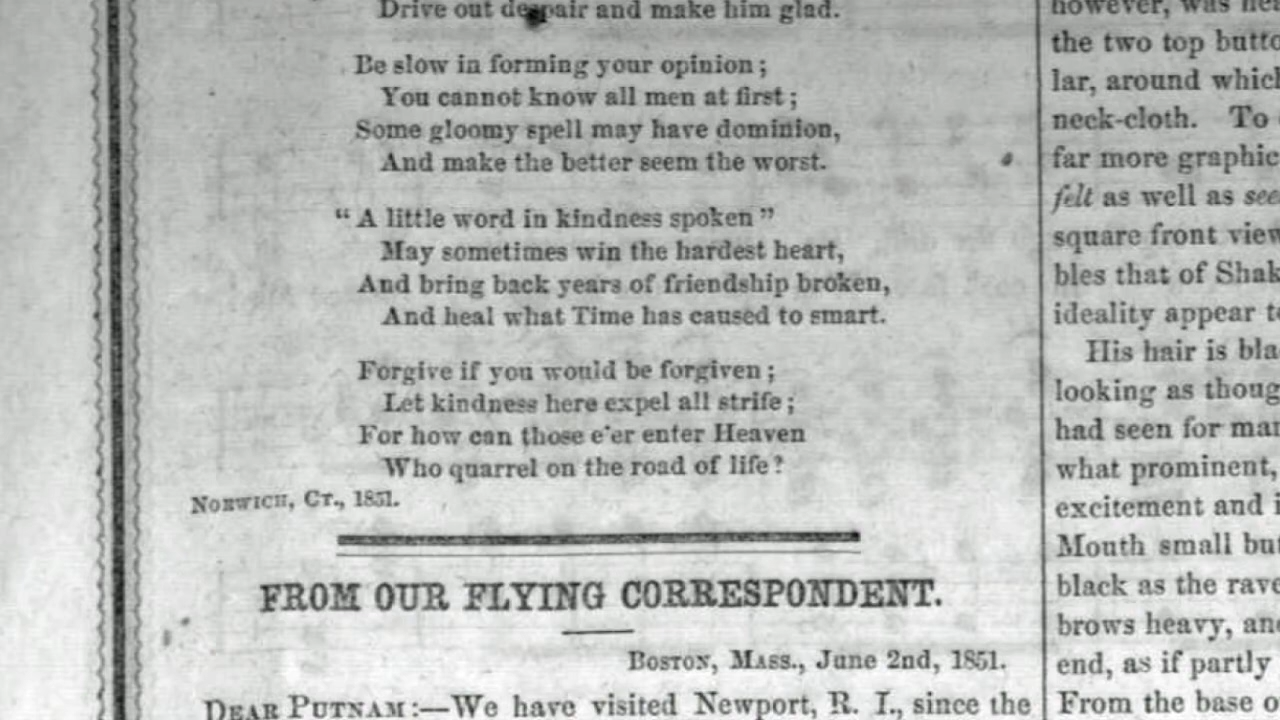 Drive out despair and make him glad.
Be slow in forming your opinion;
You cannot know all men at first;
Some gloomy spell may have dominion,
And make the better seem the worst.
“ A little word in kindness spoken ”
May sometimes win the hardest heart,
And bring back years of friendship broken,
And heal what Time has caused to smart.
Forgive if you would be forgiven;
Let kindness here expel all strife;
For how can those e'er enter Heaven
Who quarrel on the road of life?
NORWICH, CT., 1851.
FROM OUR FLYING CORRESPONDENT.
BOSTON, MASS., June 2nd, 1851.
DEAR PUTNAM:—We have visited Newport, R. I., since the
however, was
the two top
lar, around
neck-cloth. To
far more graphic
felt as well as
square front
bles that of
ideality appear
His hair is
looking as
had seen for
what prominent,
excitement and
Mouth small
black as the
brows heavy,
end, as if partly
From the base